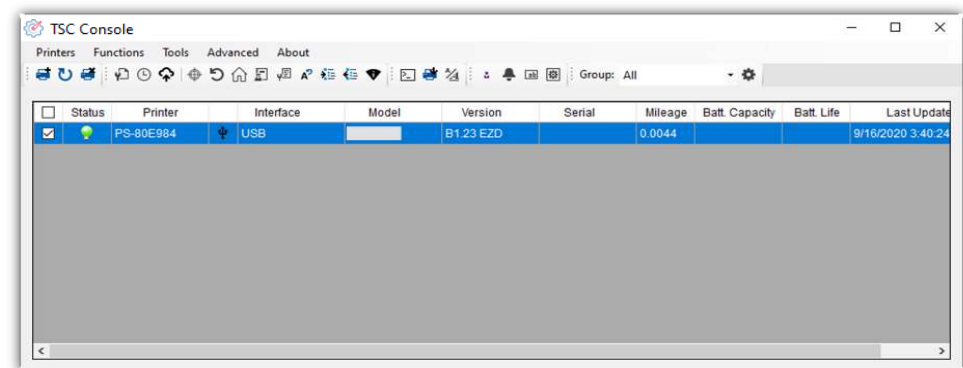 TSC Console
Printers Functions Tools Advanced About
Group: All
Status Printer Interface Model Version Serial Mileage Batt. Capacity Batt. Life Last Update
PS-80E984 USB B1.23 EZD 0.0044 9/16/2020 3:40:24